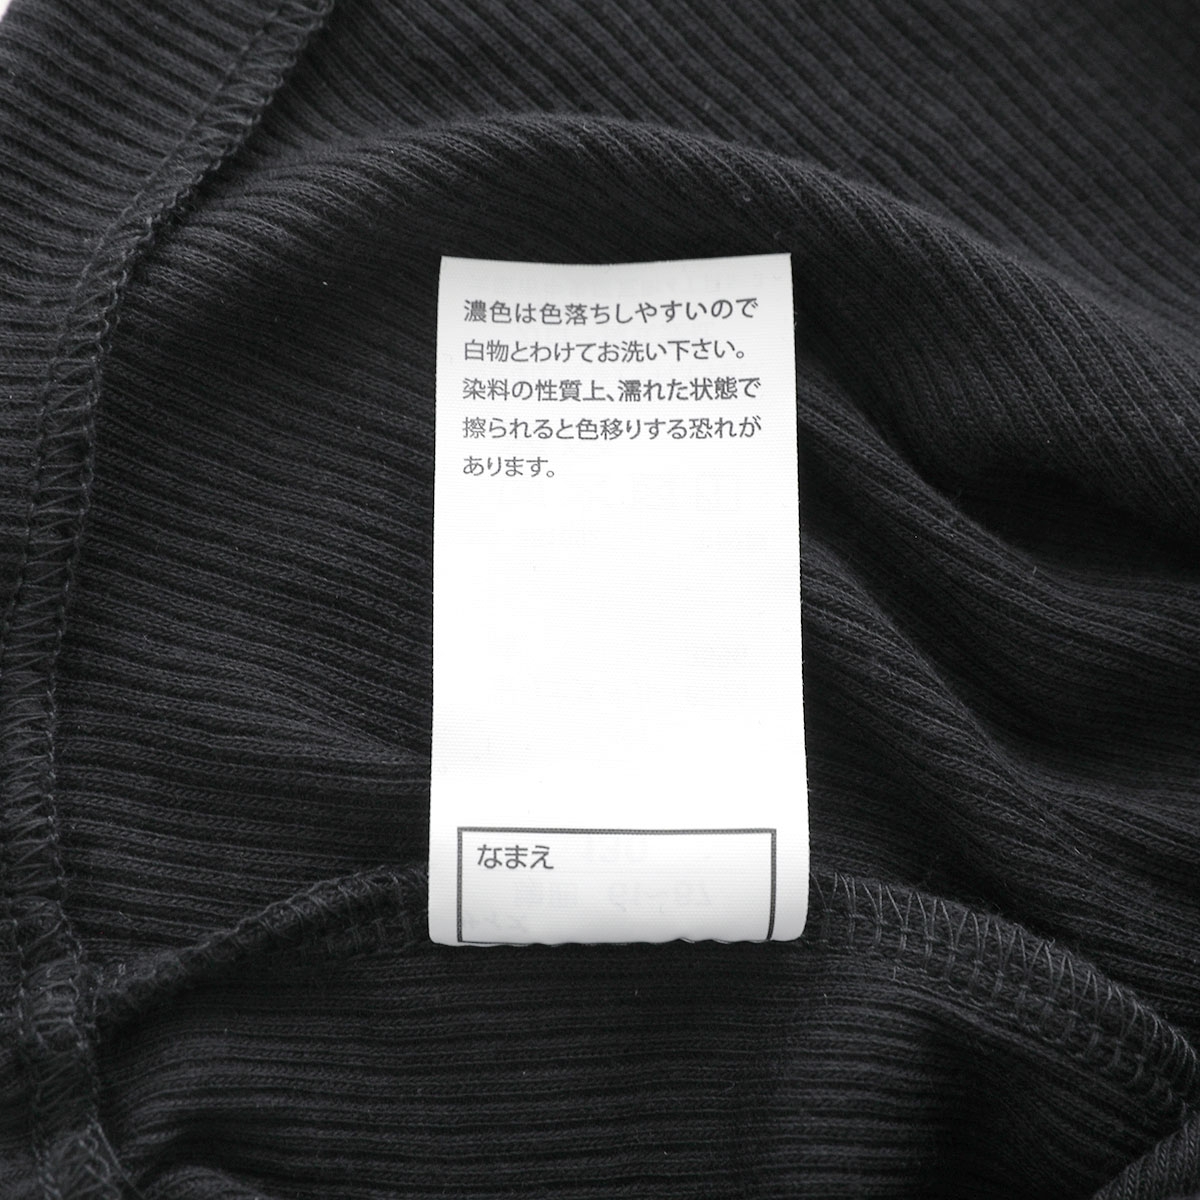 濃色は色落ちしやすいので
白物とわけてお洗い下さい。
染料の性質上、濡れた状態で
擦られると色移りする恐れが
あります。
なまえ